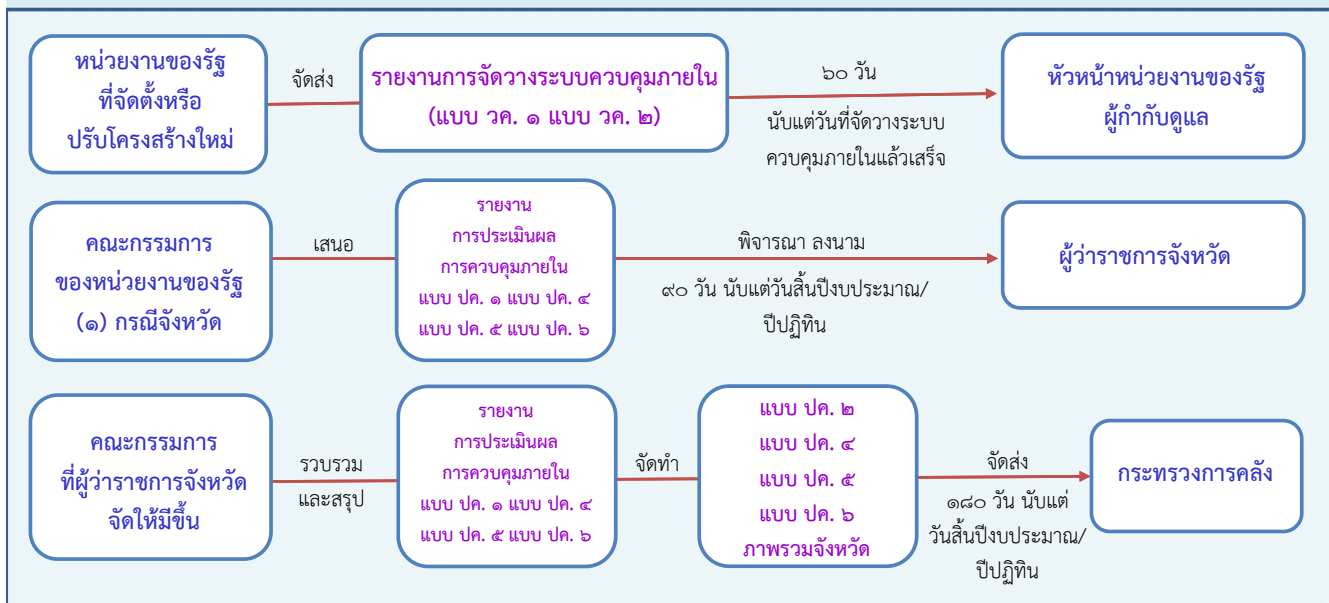 หน่วยงานของรัฐ
ที่จัดตั้งหรือ
ปรับโครงสร้างใหม่
จัดส่ง
รายงานการจัดวางระบบควบคุมภายใน
(แบบ วค. ๑ แบบ วค. ๒)
๖๐ วัน
นับแต่วันที่จัดวางระบบ
ควบคุมภายในแล้วเสร็จ
หัวหน้าหน่วยงานของรัฐ
ผู้กำกับดูแล
คณะกรรมการ
ของหน่วยงานของรัฐ
(๑) กรณีจังหวัด
เสนอ
รายงาน
การประเมินผล
การควบคุมภายใน
แบบ ปค. ๑ แบบ ปค. ๔
แบบ ปค. ๕ แบบ ปค. ๖
พิจารณา ลงนาม
๙๐ วัน นับแต่วันสิ้นปีงบประมาณ/
ปีปฏิทิน
ผู้ว่าราชการจังหวัด
คณะกรรมการ
ที่ผู้ว่าราชการจังหวัด
จัดให้มีขึ้น
รวบรวม
และสรุป
รายงาน
การประเมินผล
การควบคุมภายใน
แบบ ปค. ๑ แบบ ปค. ๔
แบบ ปค. ๕ แบบ ปค. ๖
จัดทำ
แบบ ปค. ๒
แบบ ปค. ๔
แบบ ปค. ๕
แบบ ปค. ๖
ภาพรวมจังหวัด
จัดส่ง
๑๘๐ วัน นับแต่
วันสิ้นปีงบประมาณ/
ปีปฏิทิน
กระทรวงการคลัง